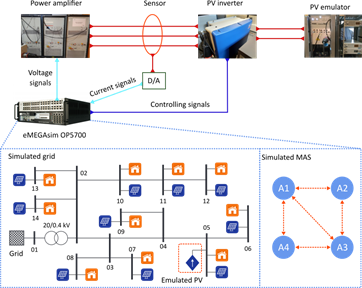 Power amplifier
Sensor
PV inverter
PV emulator
Voltage signals
Current signals
D/A
Controlling signals
eMEGAsim OP5700
Simulated grid
Simulated MAS
13
02
10
11
12
14
09
20/0.4 kV
04
05
06
Grid
01
08
07
03
Emulated PV
A1
A2
A4
A3